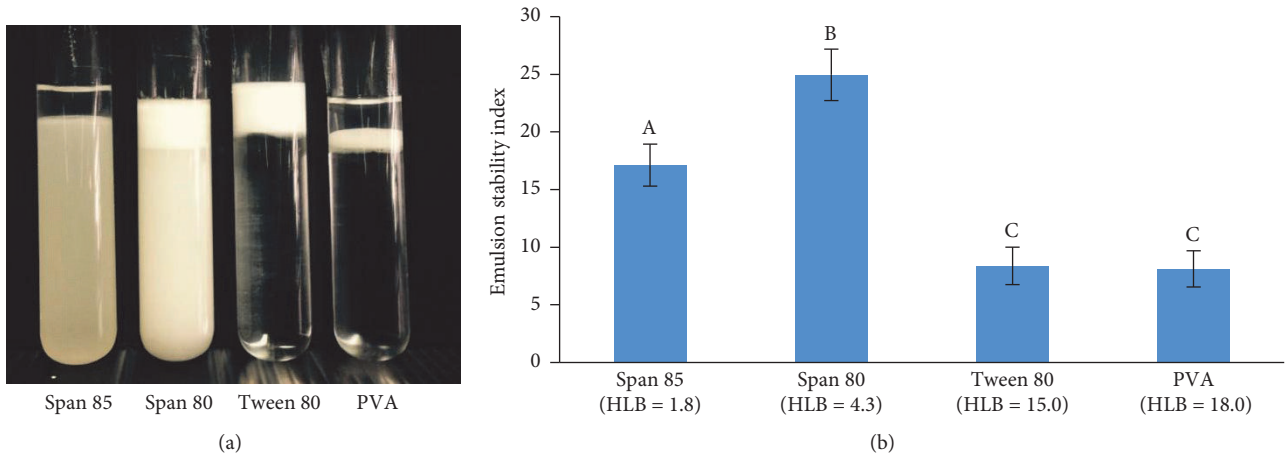 Span 85 Span 80 Tween 80 PVA
(a)
Emulsion stability index
30
25
20
15
10
5
0
A
B
C
C
Span 85 Span 80 Tween 80 PVA
(HLB = 1.8) (HLB = 4.3) (HLB = 15.0) (HLB = 18.0)
(b)